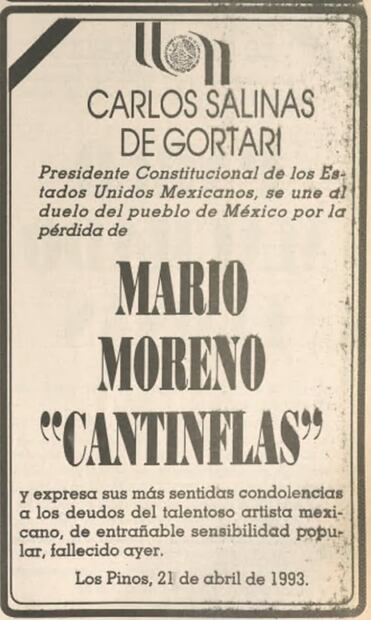 CARLOS SALINAS
DE GORTARI
Presidente Constitucional de los Es-
tados Unidos Mexicanos, se une al
duelo del pueblo de México por la
pérdida de
MARIO
MORENO
"CANTINFLAS"
y expresa sus más sentidas condolencias
a los deudos del talentoso artista mexi-
cano, de entrañable sensibilidad popu-
lar, fallecido ayer.
Los Pinos, 21 de abril de 1993.